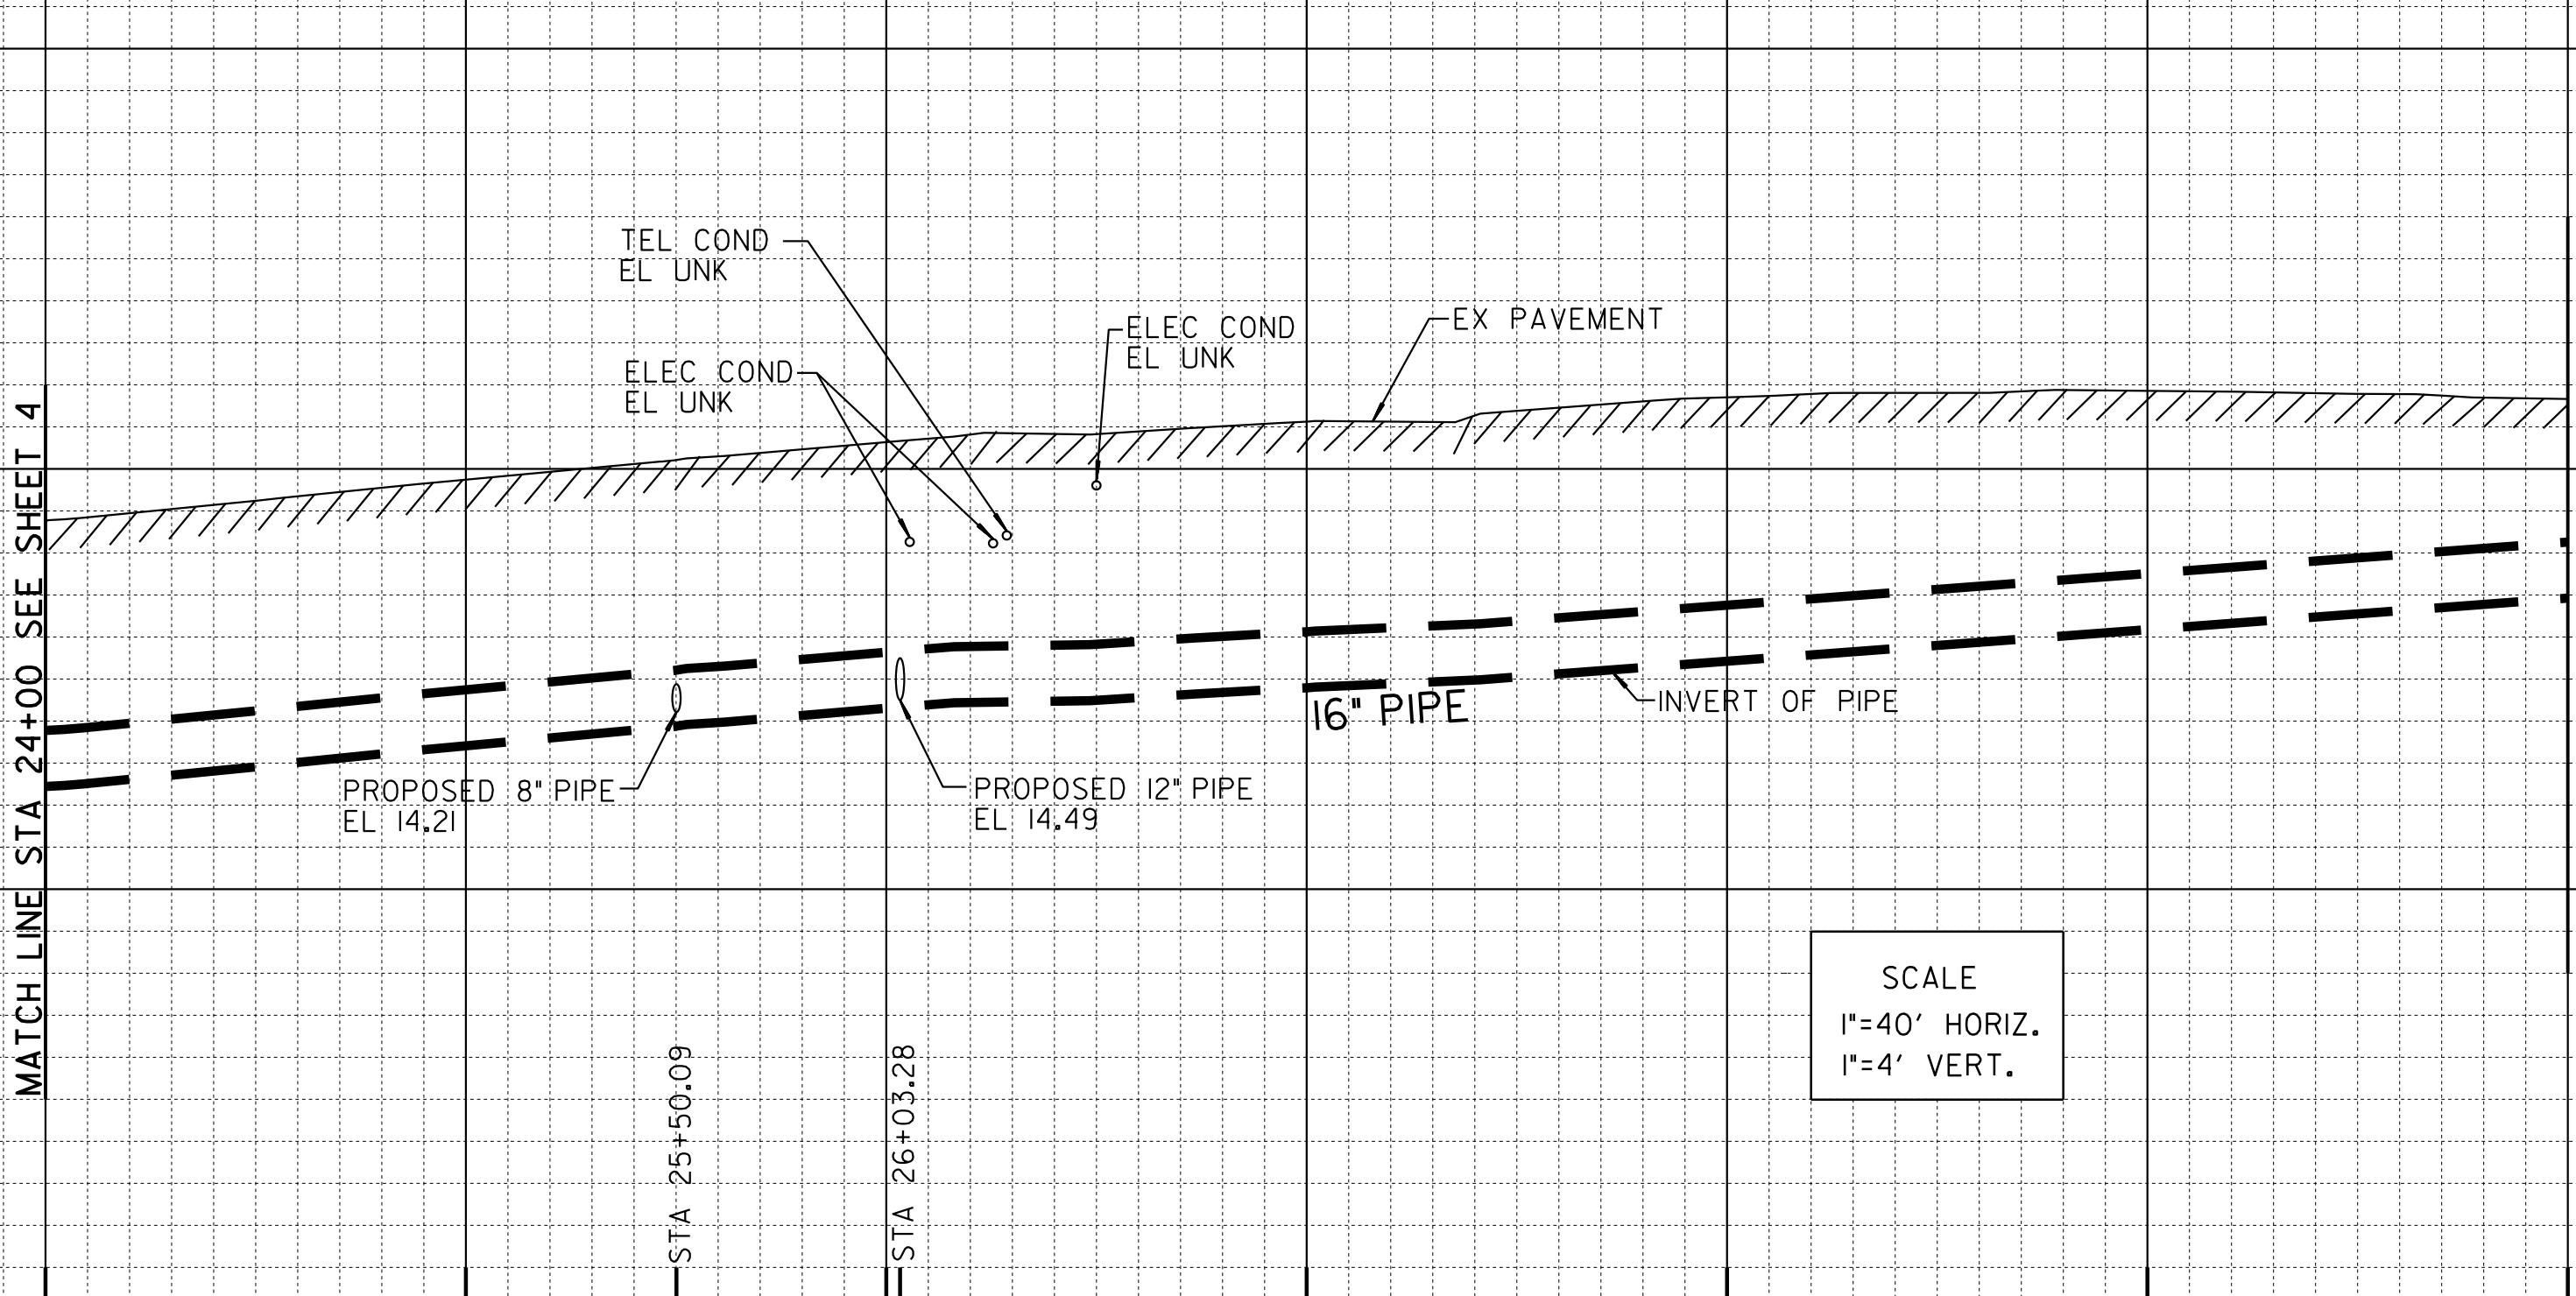 TEL COND
EL UNK
ELEC COND
EL UNK
ELEC COND
EL UNK
EX PAVEMENT
MATCH LINE STA 24+00 SEE SHEET 4
PROPOSED 8" PIPE
EL 14.21
PROPOSED 12" PIPE
EL 14.49
16" PIPE
INVERT OF PIPE
STA 25+50.09
STA 26+03.28
SCALE
1"=40' HORIZ.
1"=4' VERT.